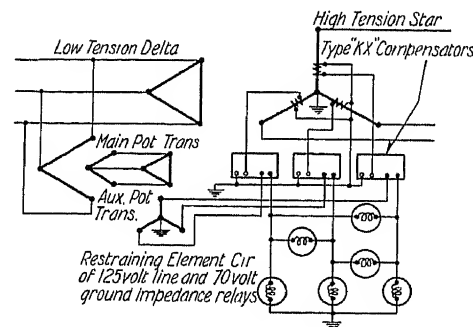 High Tension Star
Low Tension Delta
Type "KX" Compensators
Main Pot Trans
Aux. Pot
Trans.
Restraining Element Cir
of 125 volt line and 70 volt
ground impedance relays